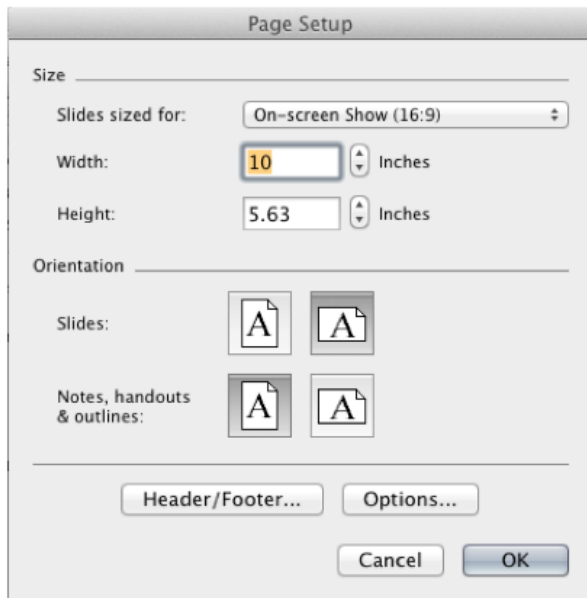 Page Setup
Size
Slides sized for: On-screen Show (16:9)
Width: 10 Inches
Height: 5.63 Inches
Orientation
Slides: A A
Notes, handouts
& outlines: A A
Header/Footer... Options...
Cancel OK